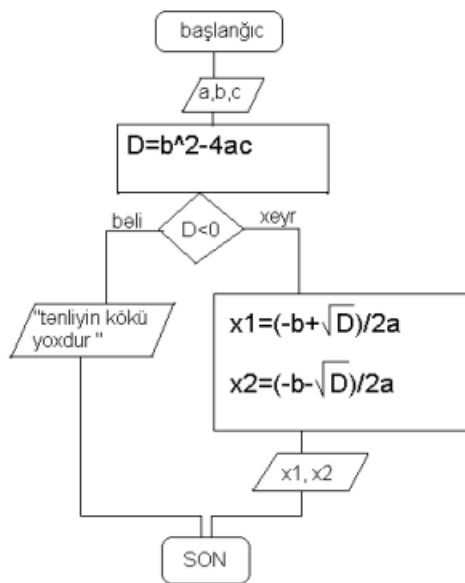 başlanğıc
a,b,c
D=b^2-4ac
bəli
D<0
xeyr
"tənliyin kökü
yoxdur "
x1=(-b+√D)/2a
x2=(-b-√D)/2a
x1, x2
SON